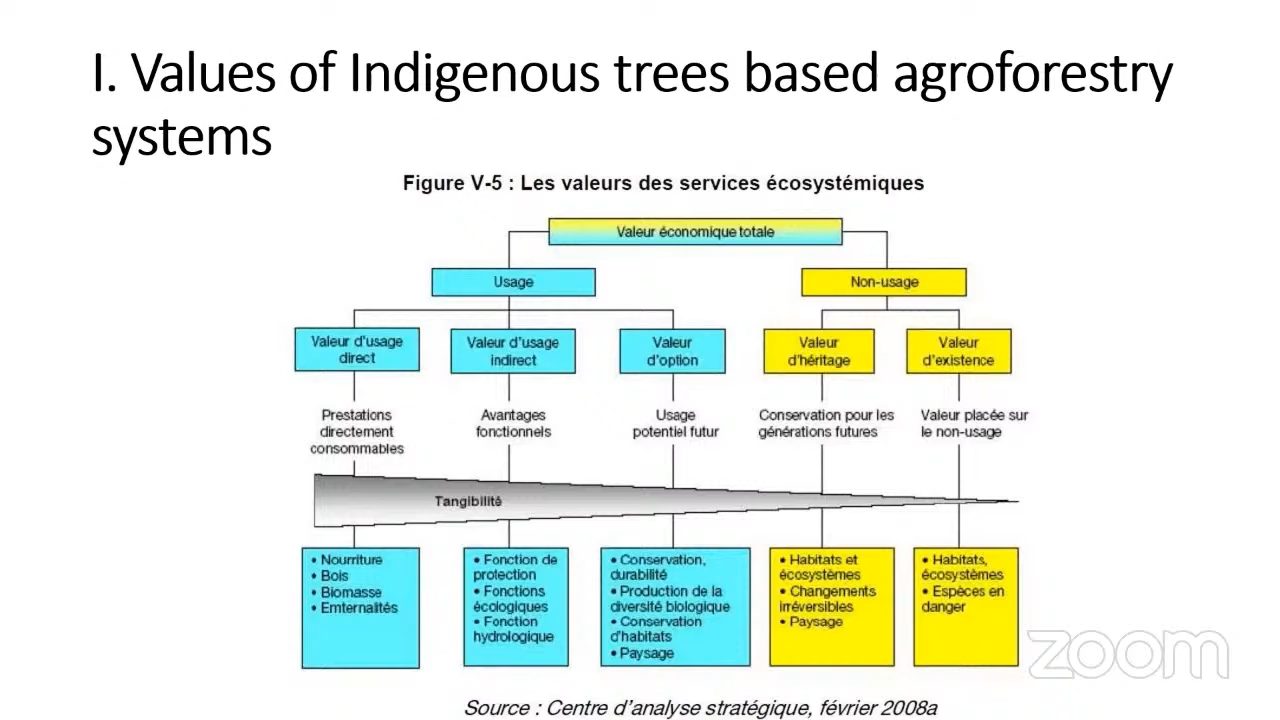 I. Values of Indigenous trees based agroforestry
systems
Figure V-5 : Les valeurs des services écosystémiques
Valeur économique totale
Usage
Non-usage
Valeur d'usage
direct
Valeur d'usage
indirect
Valeur
d'option
Valeur
d'héritage
Valeur
d'existence
Prestations
directement
consommables
Avantages
fonctionnels
Usage
potentiel futur
Conservation pour les
générations futures
Valeur placée sur
le non-usage
Tangibilité
• Nourriture
• Bois
• Biomasse
• Emternalités
• Fonction de
protection
• Fonctions
écologiques
• Fonction
hydrologique
• Conservation,
durabilité
• Production de la
diversité biologique
• Conservation
d'habitats
• Paysage
• Habitats et
écosystèmes
• Changements
irréversibles
• Paysage
• Habitats,
écosystèmes
• Espèces en
danger
zoom
Source : Centre d'analyse stratégique, février 2008a